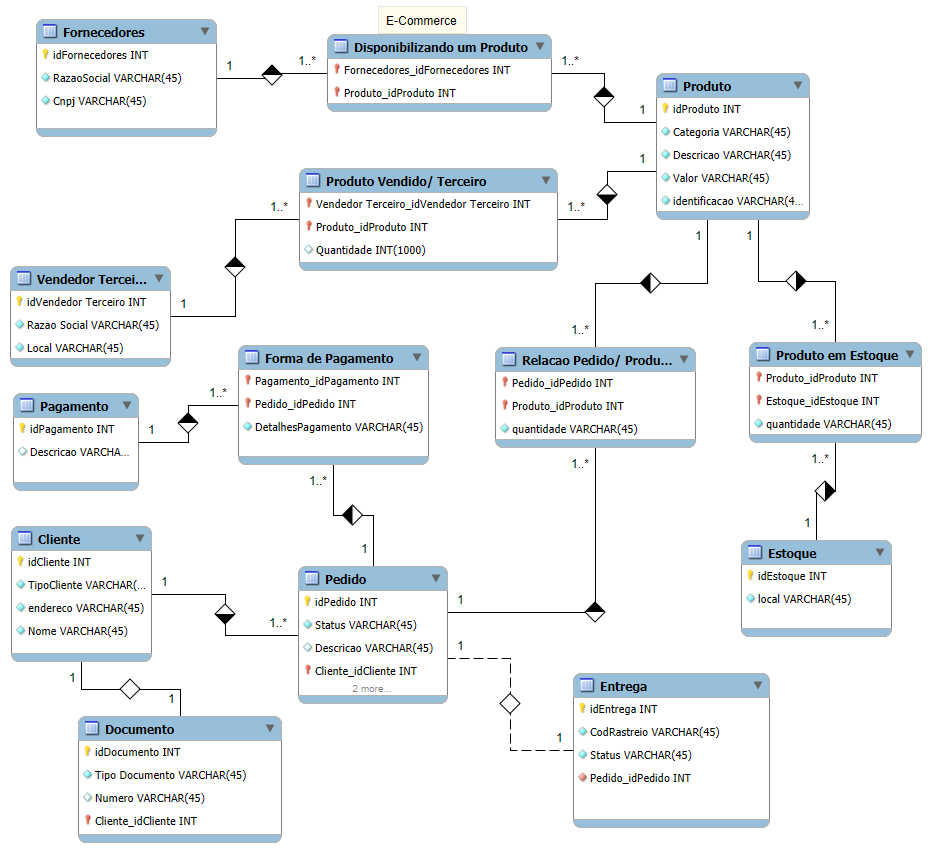 E-Commerce
Fornecedores
idFornecedores INT
RazaoSocial VARCHAR(45)
Cnpj VARCHAR(45)
1
1..*
Disponibilizando um Produto
Fornecedores_idFornecedores INT
Produto_idProduto INT
1..*
1
Produto
idProduto INT
Categoria VARCHAR(45)
Descricao VARCHAR(45)
Valor VARCHAR(45)
identificacao VARCHAR(4...
Produto Vendido/ Terceiro
Vendedor Terceiro_idVendedor Terceiro INT
Produto_idProduto INT
Quantidade INT(1000)
1..*
1..*
1
Vendedor Tercei...
idVendedor Terceiro INT
Razao Social VARCHAR(45)
Local VARCHAR(45)
1
1
1
1..*
1..*
Forma de Pagamento
Pagamento_idPagamento INT
Pedido_idPedido INT
DetalhesPagamento VARCHAR(45)
1..*
1..*
Relacao Pedido/ Produ...
Pedido_idPedido INT
Produto_idProduto INT
quantidade VARCHAR(45)
1..*
Produto em Estoque
Produto_idProduto INT
Estoque_idEstoque INT
quantidade VARCHAR(45)
1..*
1
Pagamento
idPagamento INT
Descricao VARCHA...
1
Cliente
idCliente INT
TipoCliente VARCHAR(...
endereco VARCHAR(45)
Nome VARCHAR(45)
1
1..*
1
1
1
Pedido
idPedido INT
Status VARCHAR(45)
Descricao VARCHAR(45)
Cliente_idCliente INT
2 more...
1
1
1
Estoque
idEstoque INT
local VARCHAR(45)
Entrega
idEntrega INT
CodRastreio VARCHAR(45)
Status VARCHAR(45)
Pedido_idPedido INT
Documento
idDocumento INT
Tipo Documento VARCHAR(45)
Numero VARCHAR(45)
Cliente_idCliente INT